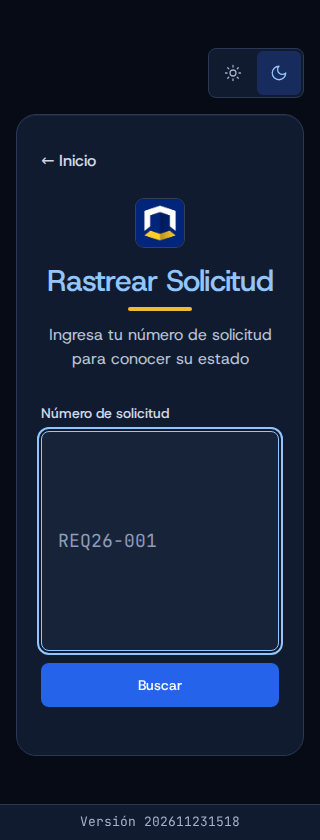 ← Inicio
Rastrear Solicitud
Ingresa tu número de solicitud
para conocer su estado
Número de solicitud
REQ26-001
Buscar
Versión 202611231518